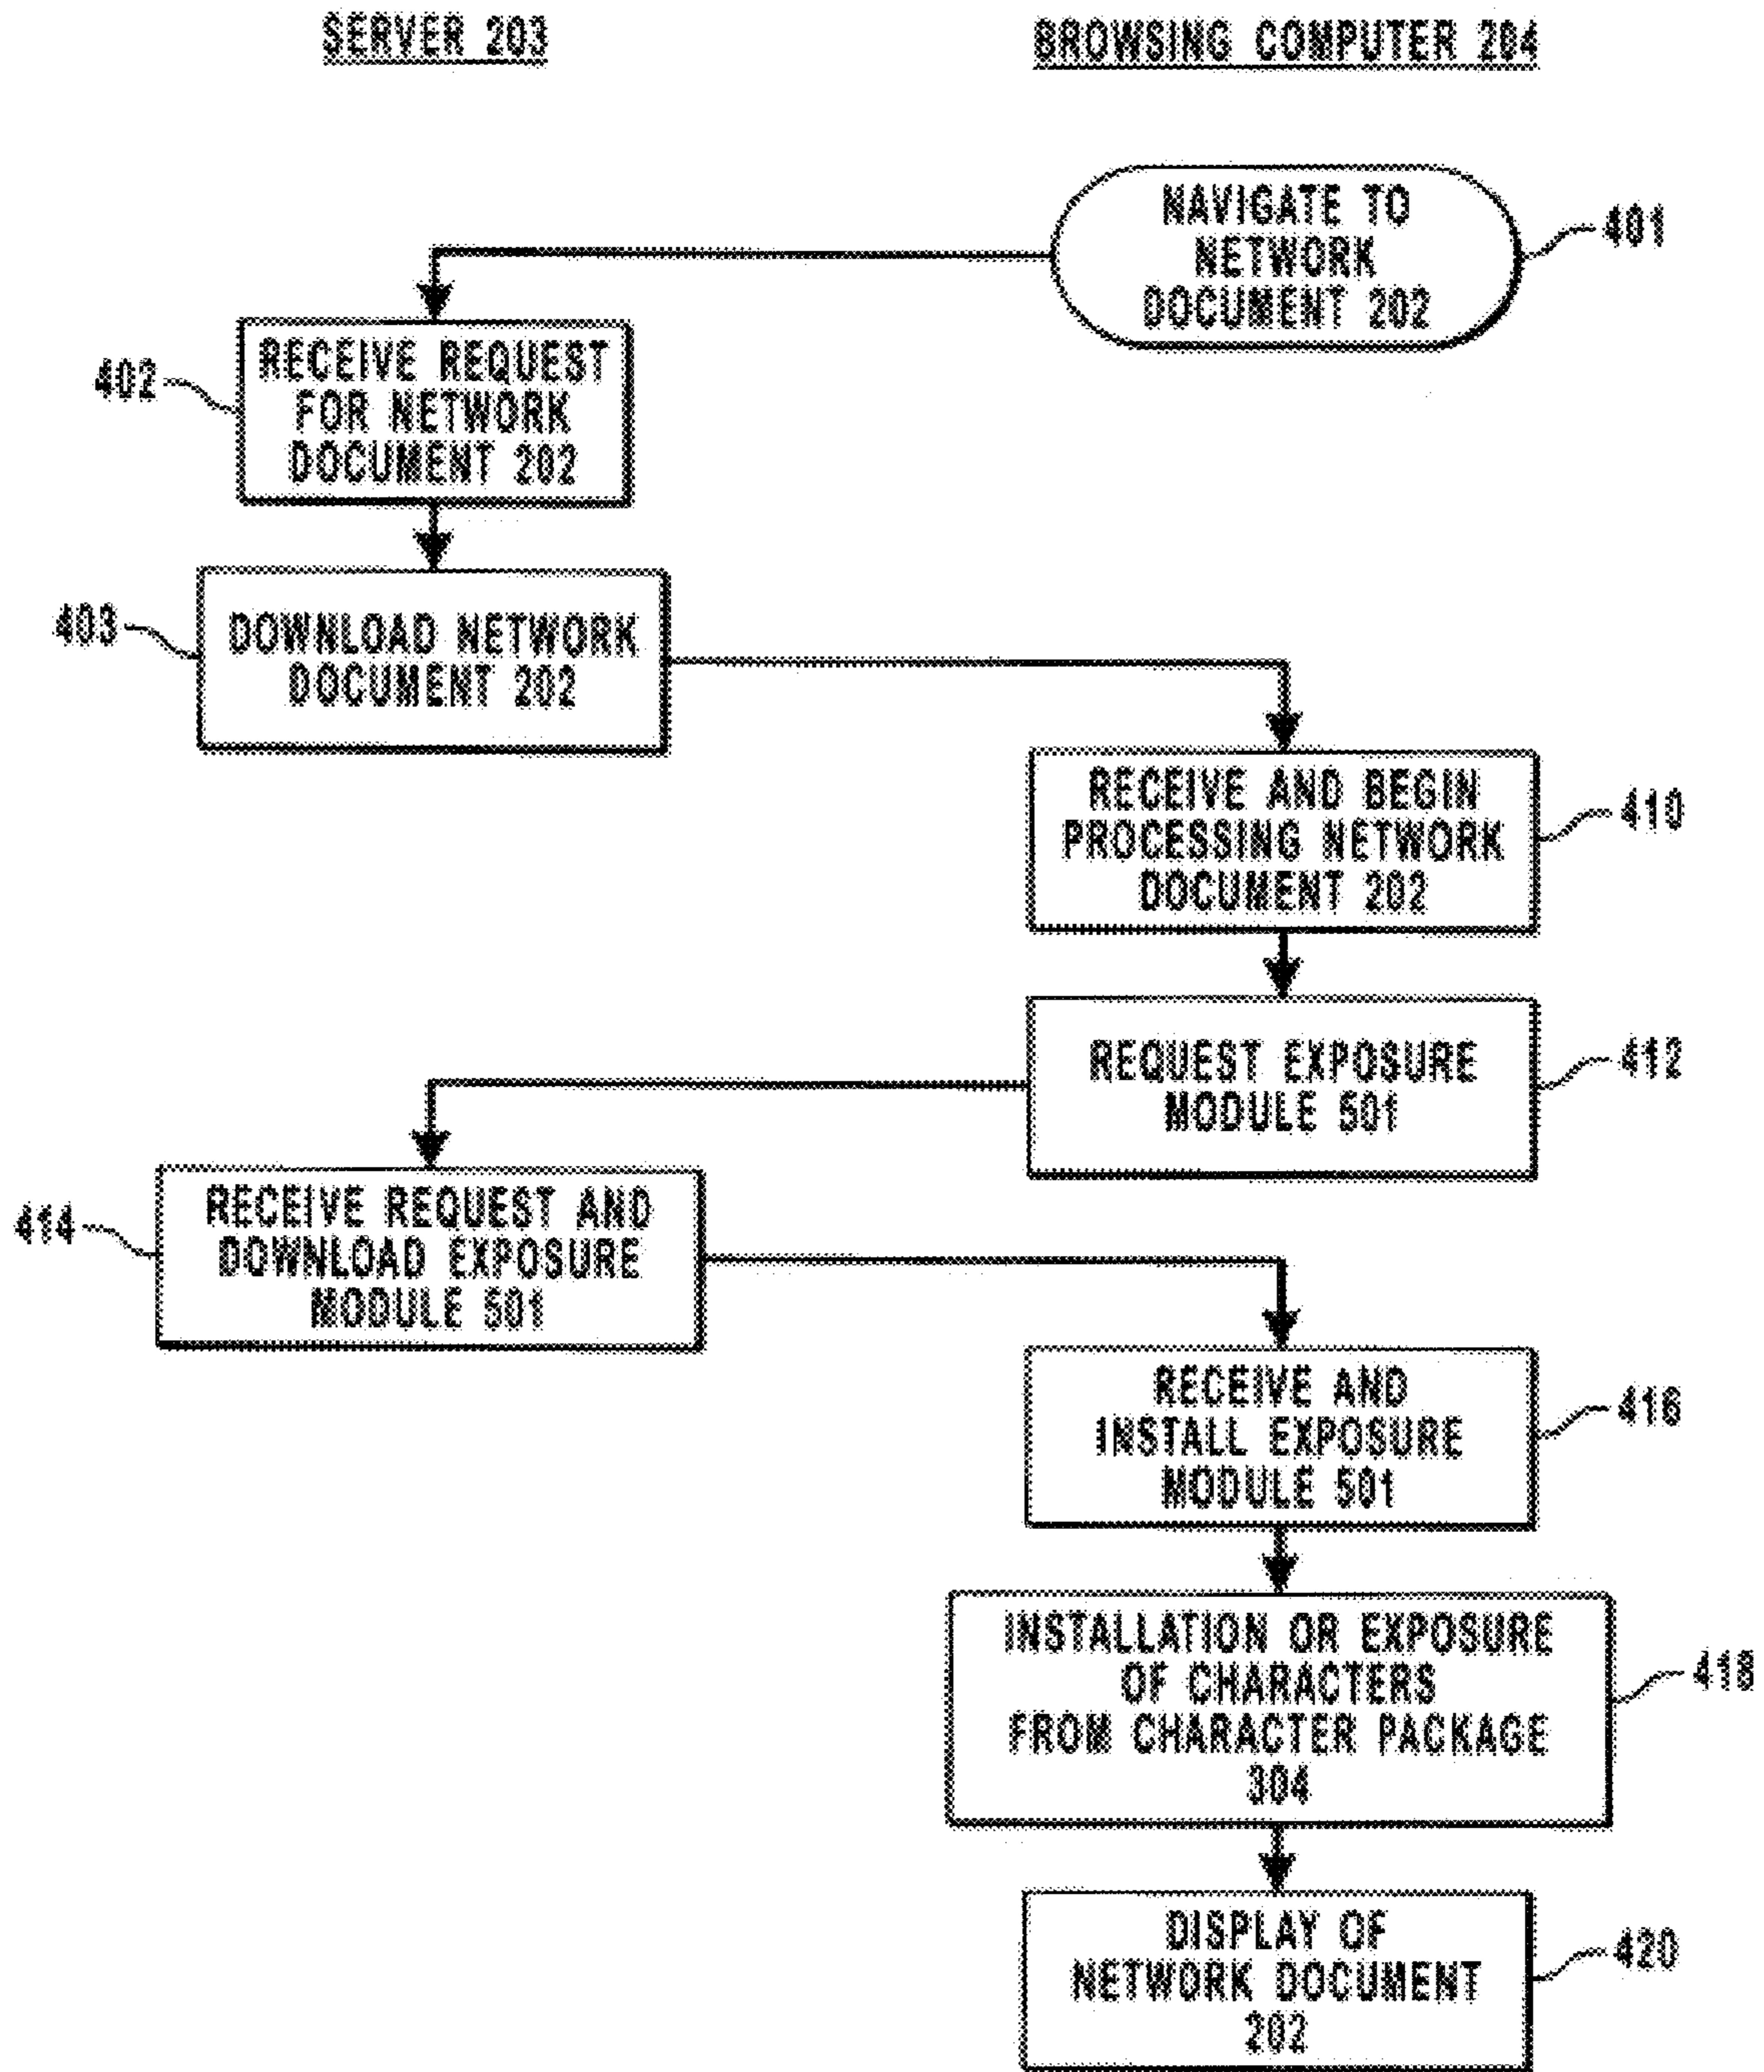 SERVER 203
BROWSING COMPUTER 204
NAVIGATE TO
NETWORK
DOCUMENT 202
401
402
RECEIVE REQUEST
FOR NETWORK
DOCUMENT 202
403
DOWNLOAD NETWORK
DOCUMENT 202
RECEIVE AND BEGIN
PROCESSING NETWORK
DOCUMENT 202
410
REQUEST EXPOSURE
MODULE 501
412
414
RECEIVE REQUEST AND
DOWNLOAD EXPOSURE
MODULE 501
RECEIVE AND
INSTALL EXPOSURE
MODULE 501
416
INSTALLATION OR EXPOSURE
OF CHARACTERS
FROM CHARACTER PACKAGE
304
418
DISPLAY OF
NETWORK DOCUMENT
202
420